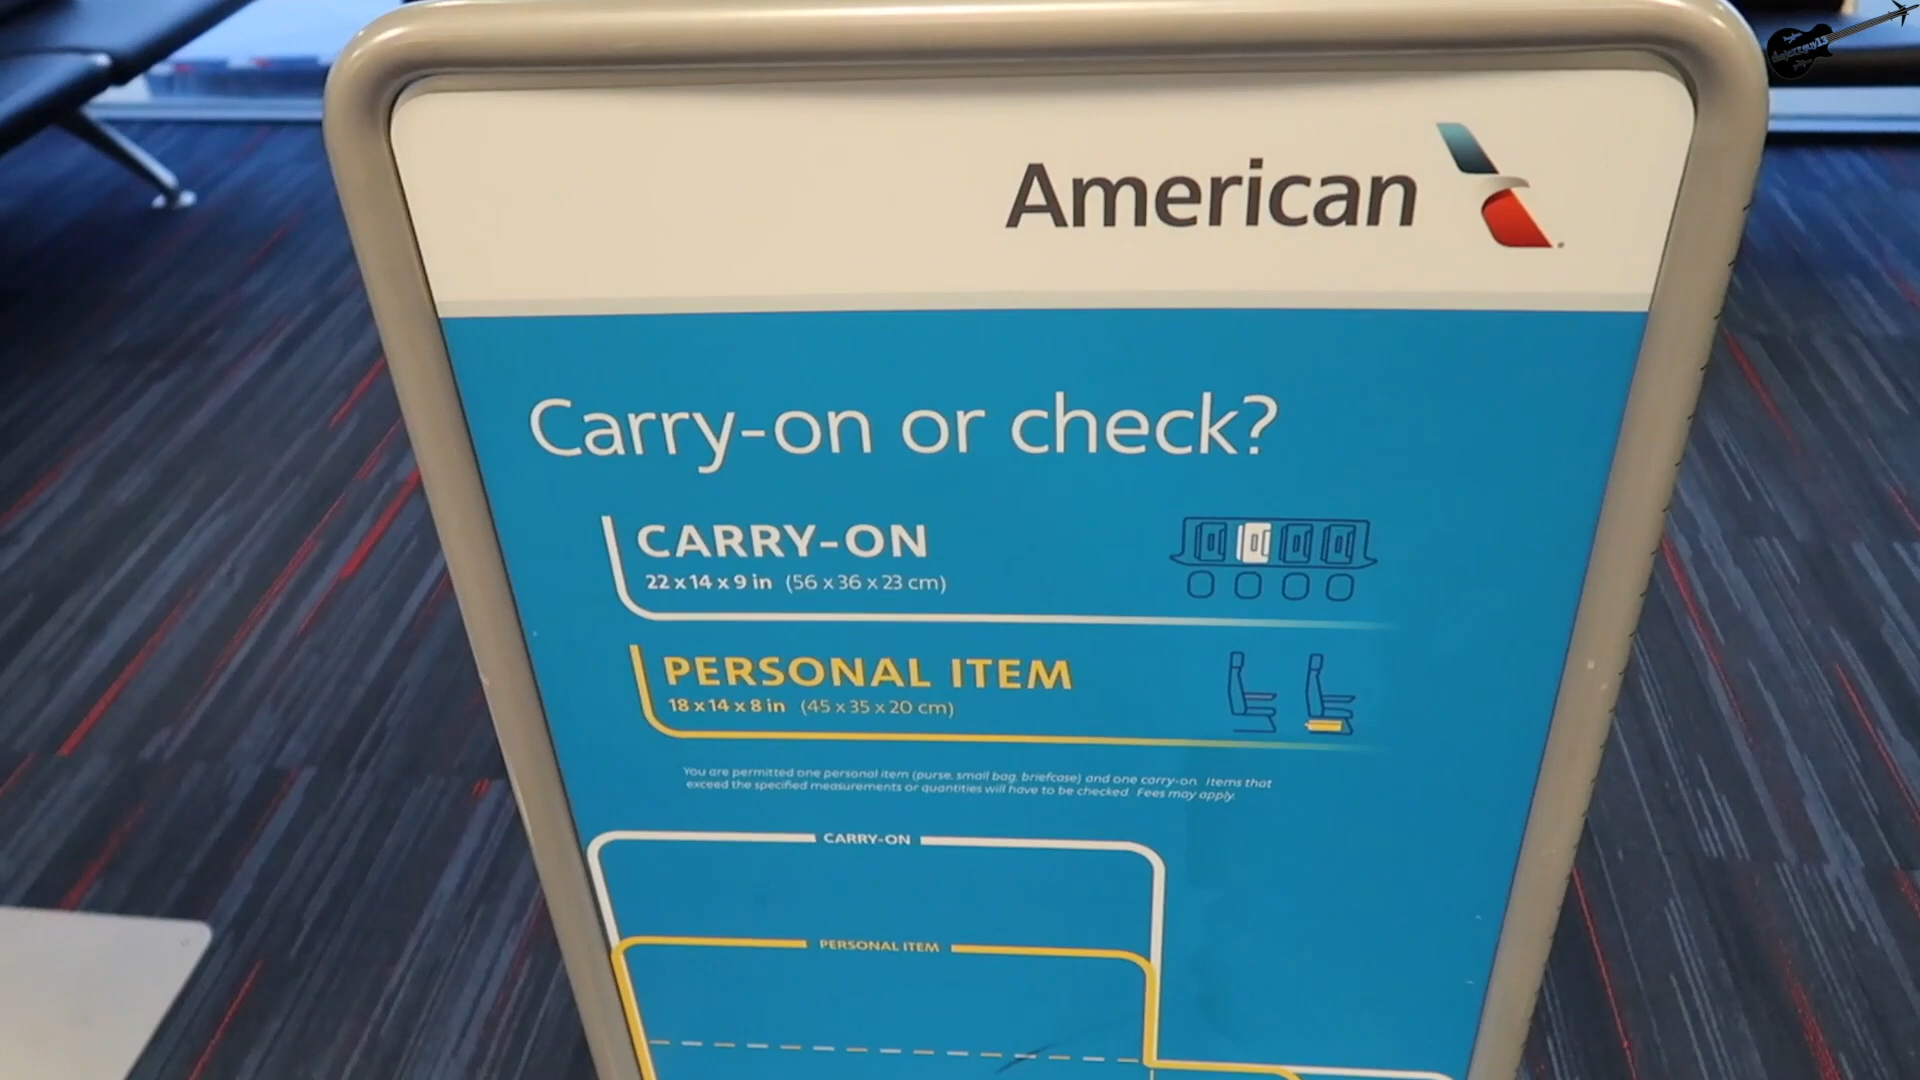 American
Carry-on or check?
CARRY-ON
22 x 14 x 9 in (56 x 36 x 23 cm)
PERSONAL ITEM
18 x 14 x 8 in (45 x 35 x 20 cm)
You are permitted one personal item (purse, small bag, briefcase) and one carry-on. Items that
exceed the specified measurements or quantities will have to be checked. Fees may apply.
CARRY-ON
PERSONAL ITEM